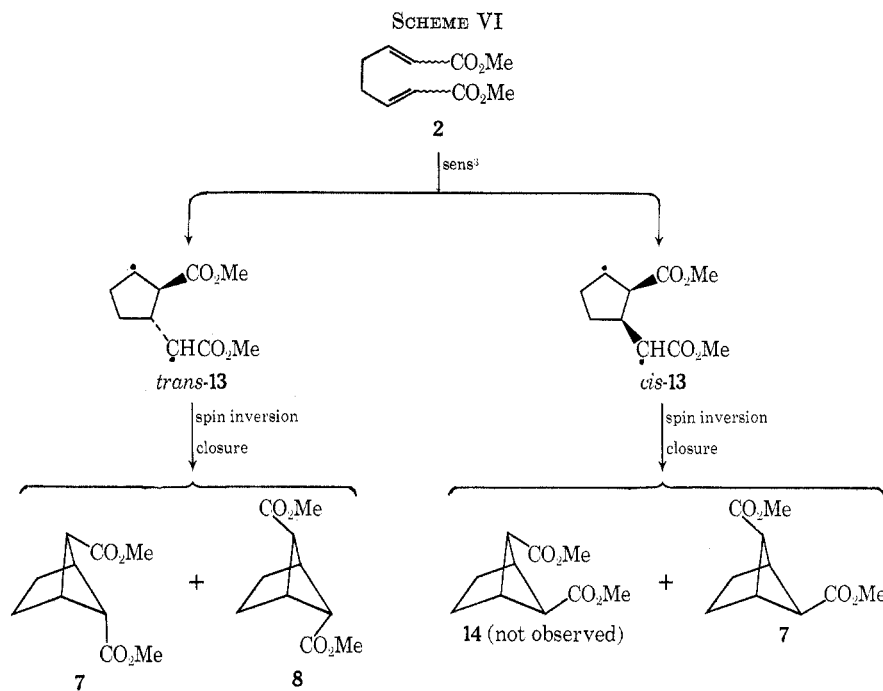 SCHEME VI
CO₂Me
CO₂Me
2
sens³
CO₂Me
CHCO₂Me
trans-13
CO₂Me
CHCO₂Me
cis-13
spin inversion
closure
spin inversion
closure
CO₂Me
CO₂Me
7
+
CO₂Me
CO₂Me
8
CO₂Me
CO₂Me
14 (not observed)
+
CO₂Me
CO₂Me
7